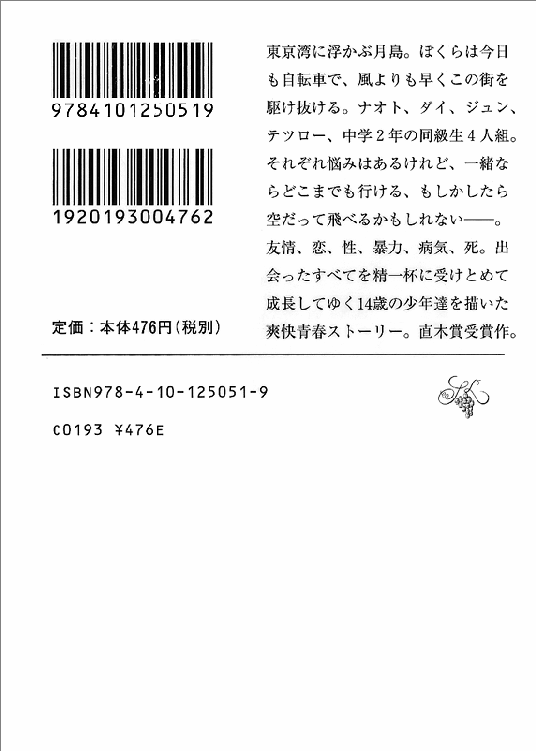 9784101250519
1920193004762
定価：本体476円(税別)
東京湾に浮かぶ月島。ぼくらは今日
も自転車で、風よりも早くこの街を
駆け抜ける。ナオト、ダイ、ジュン、
テツロー、中学２年の同級生４人組。
それぞれ悩みはあるけれど、一緒な
らどこまでも行ける、もしかしたら
空だって飛べるかもしれない――。
友情、恋、性、暴力、病気、死。出
会ったすべてを精一杯に受けとめて
成長してゆく14歳の少年達を描いた
爽快青春ストーリー。直木賞受賞作。
ISBN978-4-10-125051-9
C0193 ¥476E